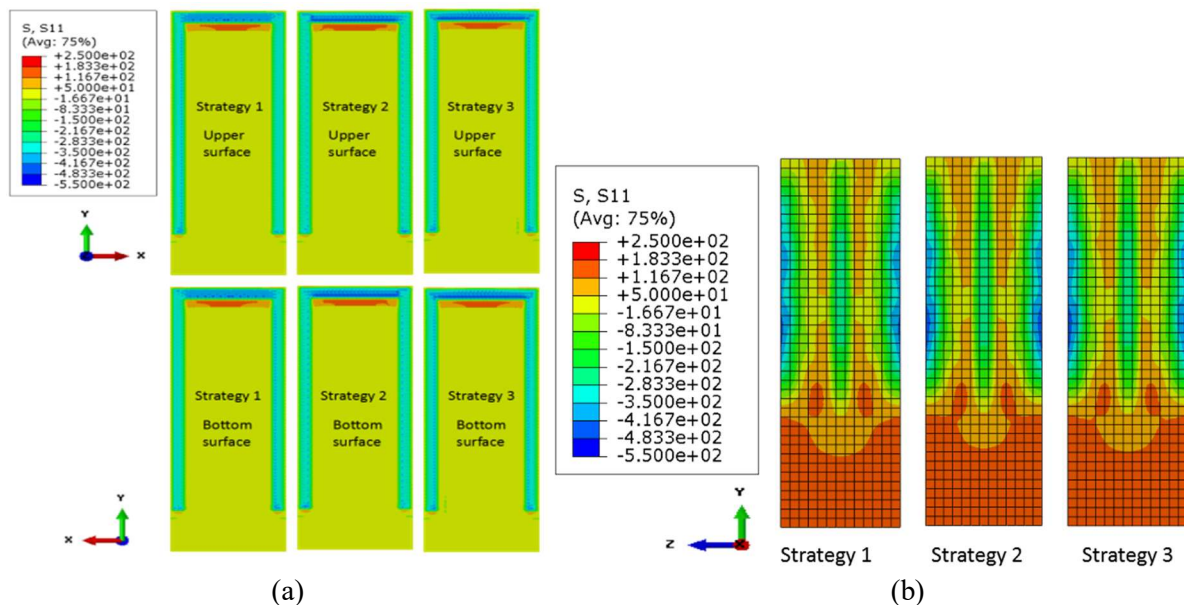 S, S11
(Avg: 75%)
+2.500e+02
+1.833e+02
+1.167e+02
+5.000e+01
-1.667e+01
-8.333e+01
-1.500e+02
-2.167e+02
-2.833e+02
-3.500e+02
-4.167e+02
-4.833e+02
-5.500e+02
Strategy 1
Upper
surface
Strategy 2
Upper
surface
Strategy 3
Upper
surface
Y
X
Strategy 1
Bottom
surface
Strategy 2
Bottom
surface
Strategy 3
Bottom
surface
Y
X
(a)
S, S11
(Avg: 75%)
+2.500e+02
+1.833e+02
+1.167e+02
+5.000e+01
-1.667e+01
-8.333e+01
-1.500e+02
-2.167e+02
-2.833e+02
-3.500e+02
-4.167e+02
-4.833e+02
-5.500e+02
Y
Z
X
Strategy 1
Strategy 2
Strategy 3
(b)